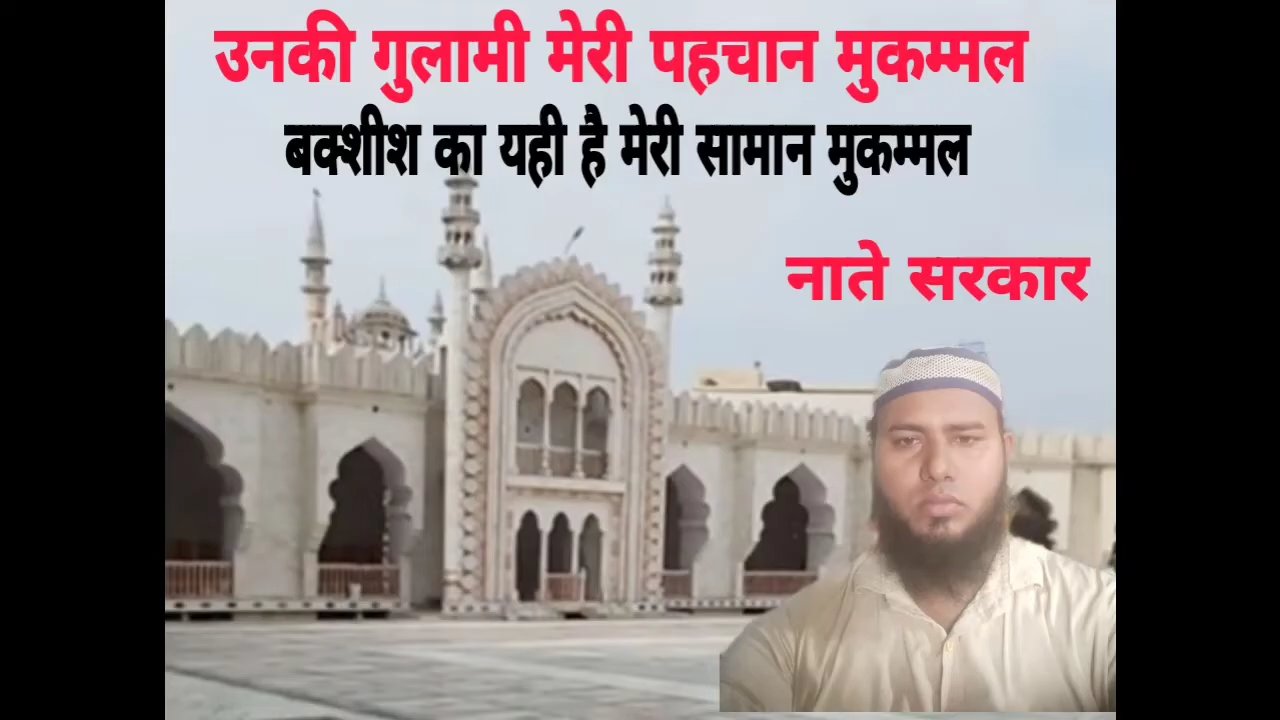 उनकी गुलामी मेरी पहचान मुकम्मल
बक्शीश का यही है मेरी सामान मुकम्मल
नाते सरकार